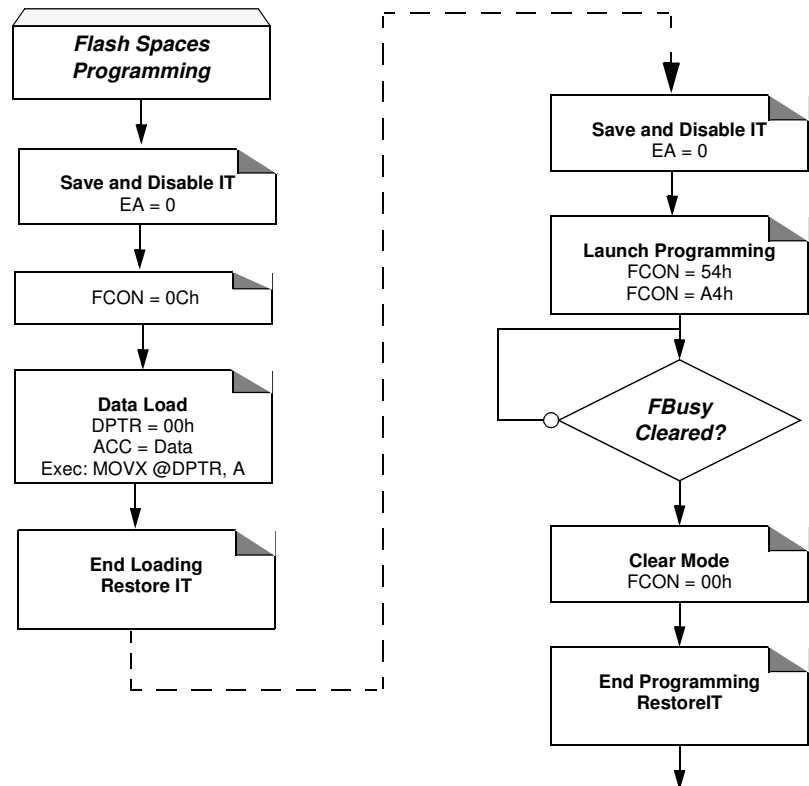 Flash Spaces
Programming
Save and Disable IT
EA = 0
FCON = 0Ch
Data Load
DPTR = 00h
ACC = Data
Exec: MOVX @DPTR, A
End Loading
Restore IT
Save and Disable IT
EA = 0
Launch Programming
FCON = 54h
FCON = A4h
FBusy
Cleared?
Clear Mode
FCON = 00h
End Programming
RestoreIT